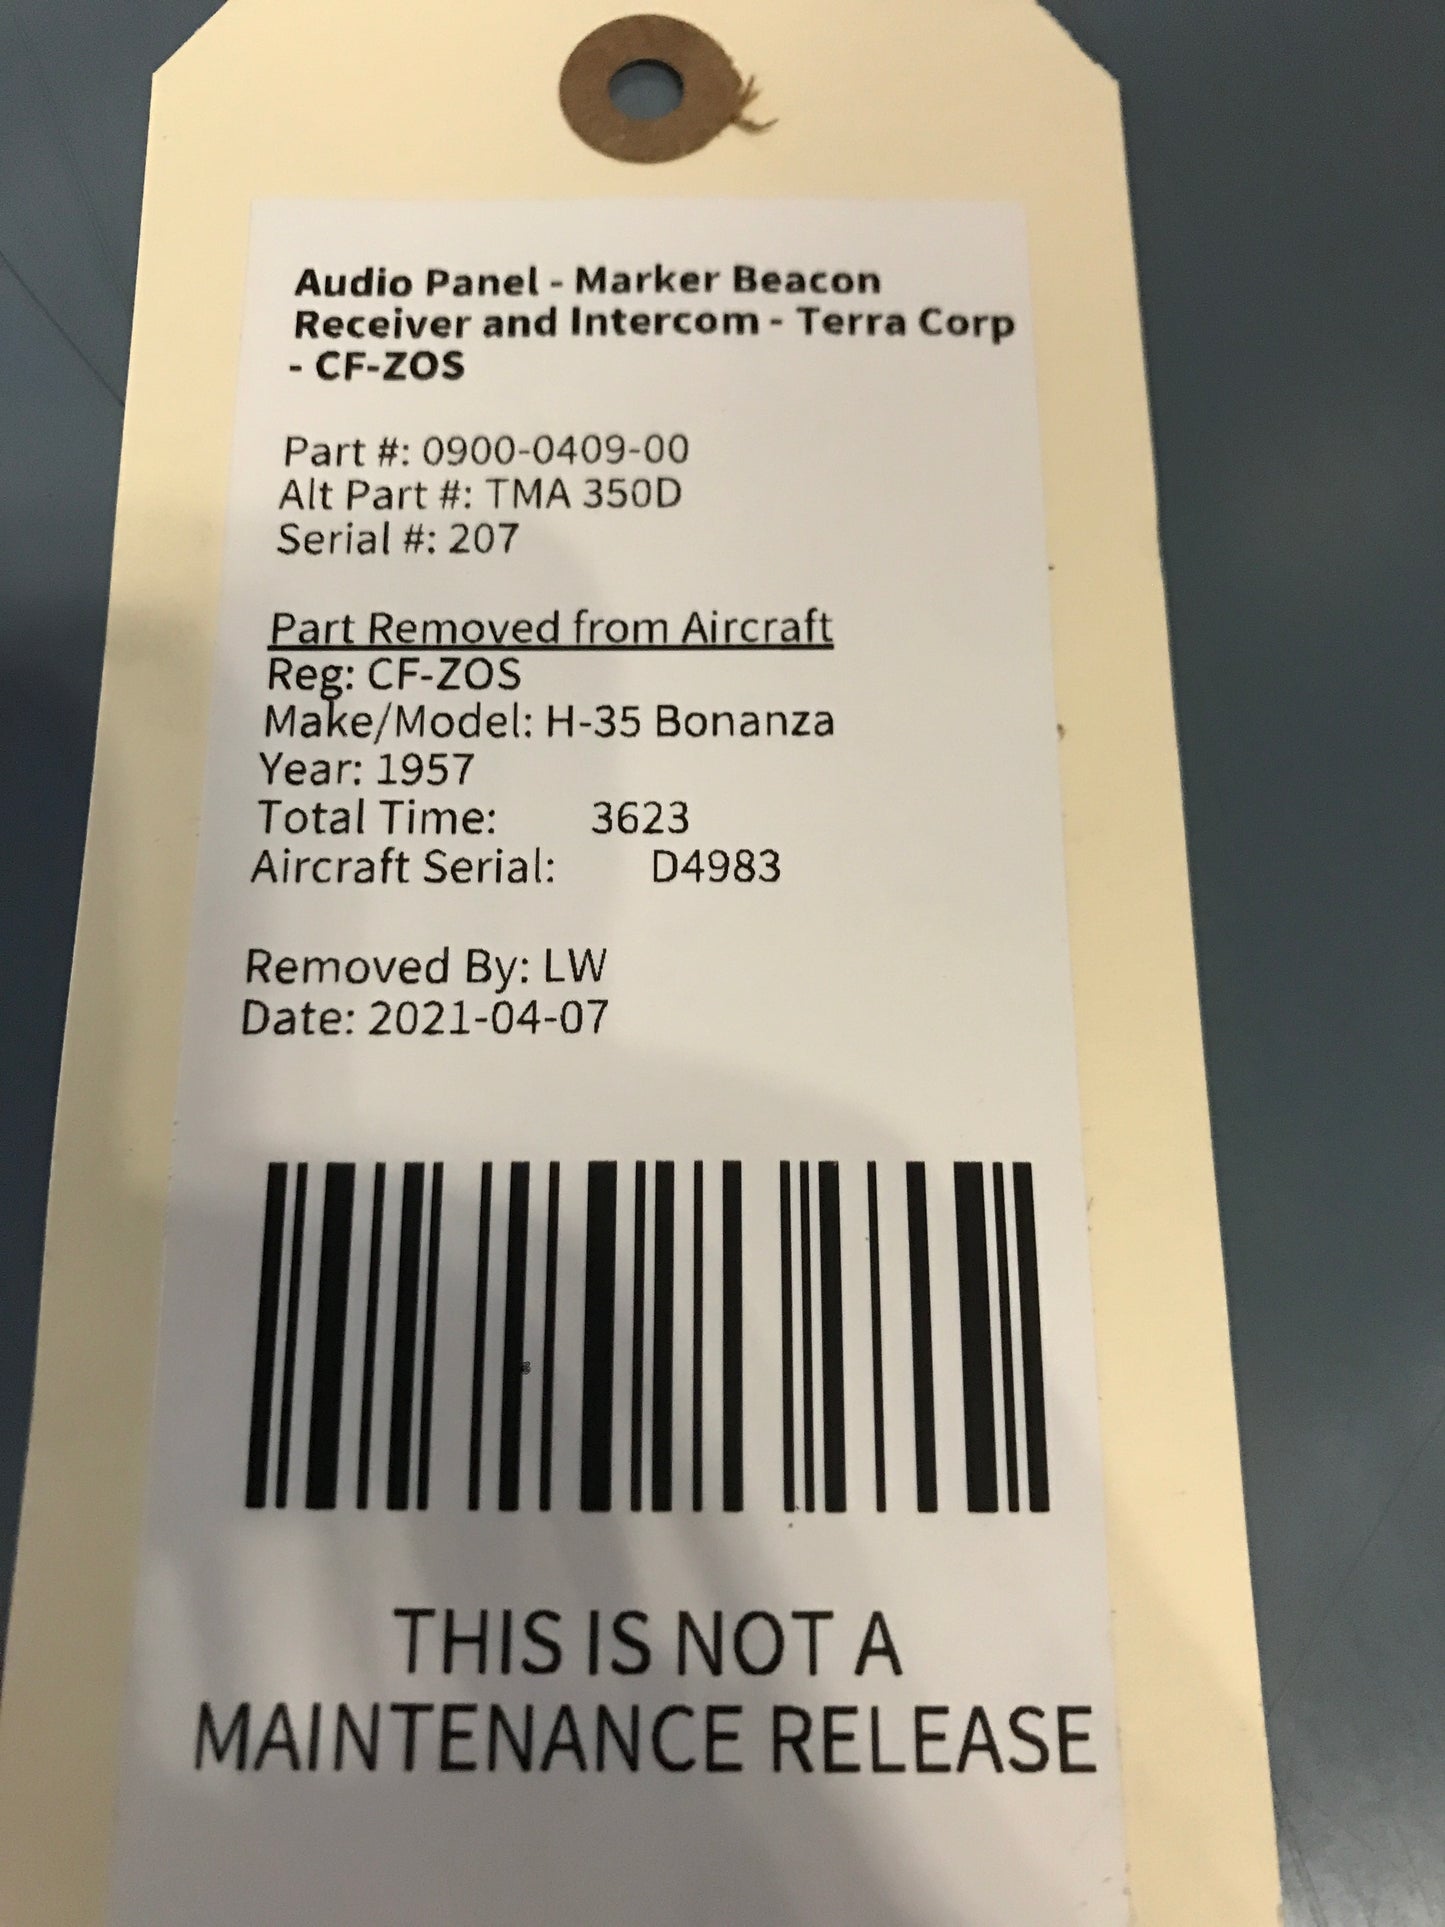 Audio Panel - Marker Beacon
Receiver and Intercom - Terra Corp
- CF-ZOS
Part #: 0900-0409-00
Alt Part #: TMA 350D
Serial #: 207
Part Removed from Aircraft
Reg: CF-ZOS
Make/Model: H-35 Bonanza
Year: 1957
Total Time: 3623
Aircraft Serial: D4983
Removed By: LW
Date: 2021-04-07
THIS IS NOT A
MAINTENANCE RELEASE